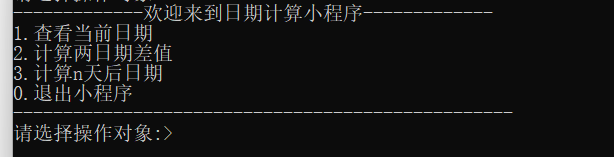 -------------欢迎来到日期计算小程序-------------
1.查看当前日期
2.计算两日期差值
3.计算n天后日期
0.退出小程序
--------------------------------------------------
请选择操作对象:>